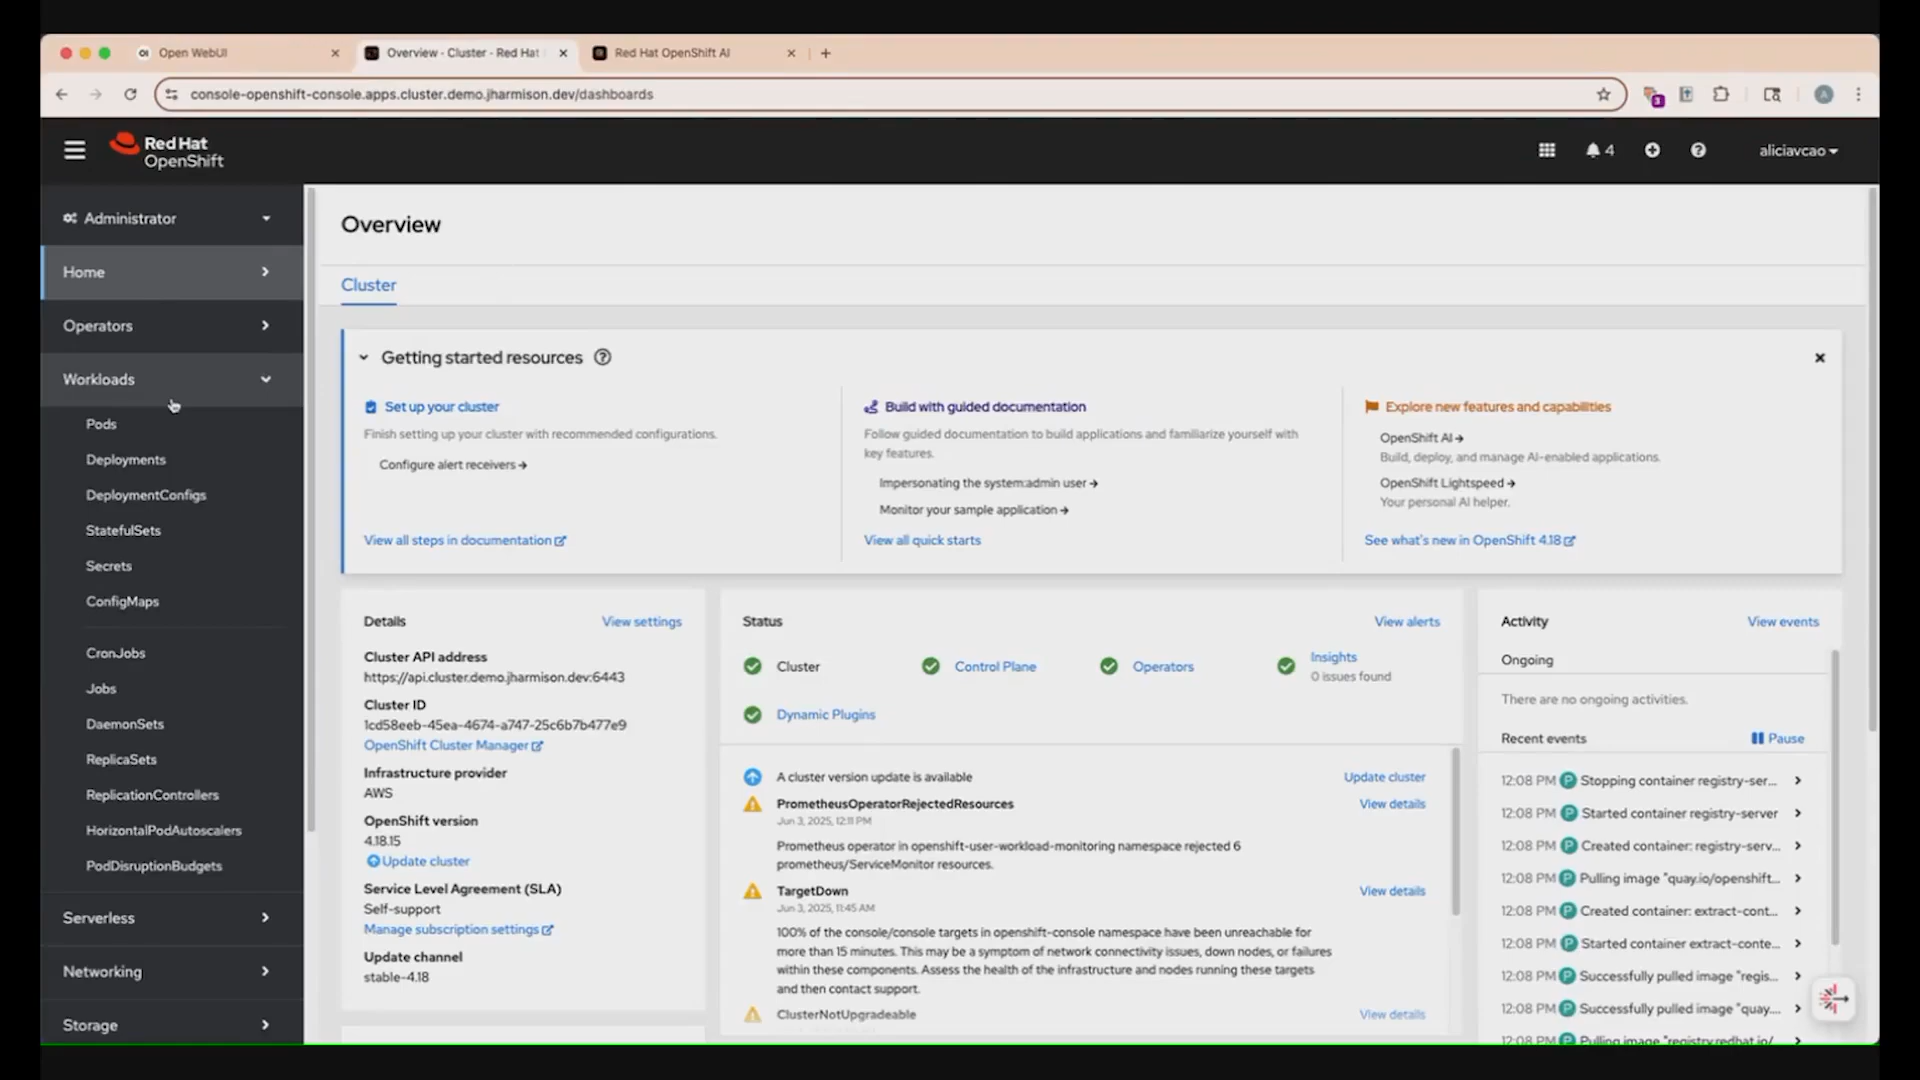 Open WebUI
Overview - Cluster - Red Hat
Red Hat OpenShift AI
console-openshift-console.apps.cluster.demo.jharmison.dev/dashboards
3
A
Red Hat
OpenShift
4
aliciavcao
Administrator
Home
Operators
Workloads
Pods
Deployments
DeploymentConfigs
StatefulSets
Secrets
ConfigMaps
CronJobs
Jobs
DaemonSets
ReplicaSets
ReplicationControllers
HorizontalPodAutoscalers
PodDisruptionBudgets
Serverless
Networking
Storage
Overview
Cluster
Getting started resources
Set up your cluster
Finish setting up your cluster with recommended configurations.
Configure alert receivers
View all steps in documentation
Build with guided documentation
Follow guided documentation to build applications and familiarize yourself with
key features.
Impersonating the system:admin user
Monitor your sample application
View all quick starts
Explore new features and capabilities
OpenShift AI
Build, deploy, and manage AI-enabled applications.
OpenShift Lightspeed
Your personal AI helper.
See what's new in OpenShift 4.18
Details
View settings
Cluster API address
https://api.cluster.demo.jharmison.dev:6443
Cluster ID
1cd58eeb-45ea-4674-a747-25c6b7b477e9
OpenShift Cluster Manager
Infrastructure provider
AWS
OpenShift version
4.18.15
Update cluster
Service Level Agreement (SLA)
Self-support
Manage subscription settings
Update channel
stable-4.18
Status
View alerts
Cluster
Control Plane
Operators
Insights
0 issues found
Dynamic Plugins
A cluster version update is available
Update cluster
PrometheusOperatorRejectedResources
View details
Jun 3, 2025, 12:11 PM
Prometheus operator in openshift-user-workload-monitoring namespace rejected 6
prometheus/ServiceMonitor resources.
TargetDown
View details
Jun 3, 2025, 11:45 AM
100% of the console/console targets in openshift-console namespace have been unreachable for
more than 15 minutes. This may be a symptom of network connectivity issues, down nodes, or failures
within these components. Assess the health of the infrastructure and nodes running these targets
and then contact support.
ClusterNotUpgradeable
View details
Activity
View events
Ongoing
There are no ongoing activities.
Recent events
Pause
12:08 PM P Stopping container registry-ser...
12:08 PM P Started container registry-server
12:08 PM P Created container: registry-serv...
12:08 PM P Pulling image "quay.io/openshift...
12:08 PM P Created container: extract-cont...
12:08 PM P Started container extract-conte...
12:08 PM P Successfully pulled image "regis...
12:08 PM P Successfully pulled image "quay....
12:08 PM P Pulling image "registry.redhat.io/